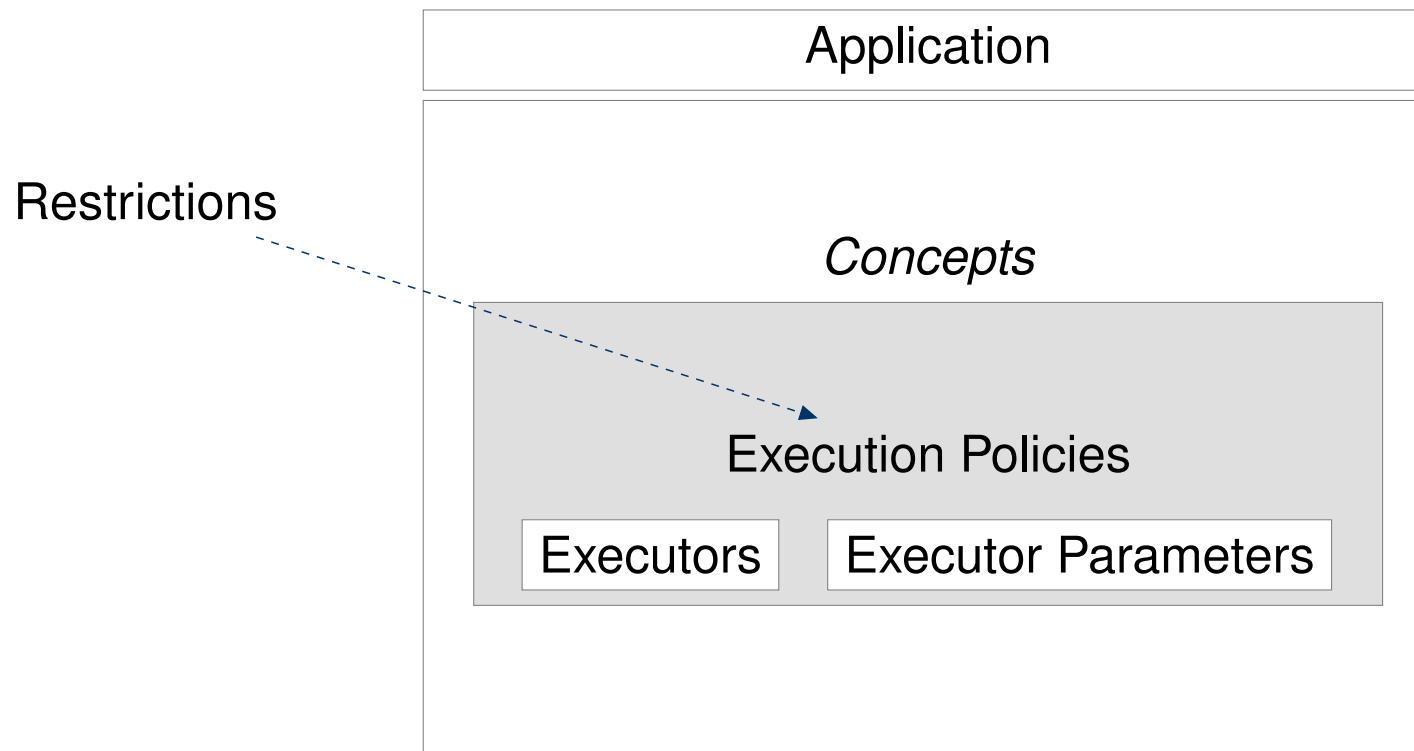 Application
Restrictions
Concepts
Execution Policies
Executors
Executor Parameters